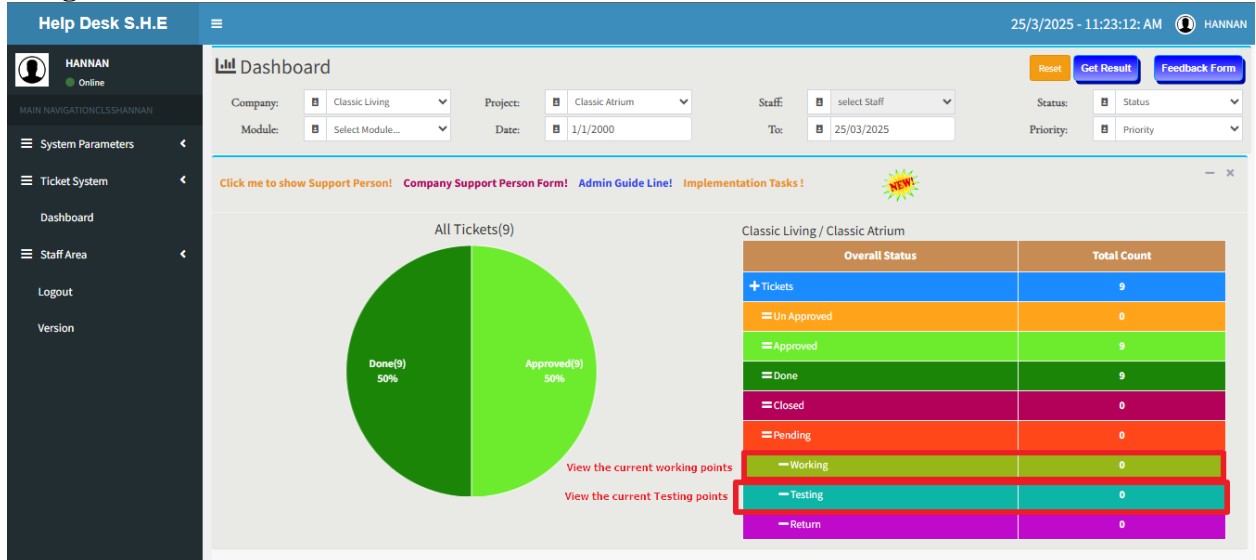 Help Desk S.H.E
25/3/2025 - 11:23:12: AM HANNAN
HANNAN
Online
MAIN NAVIGATIONCLSSHANNAN
System Parameters
Ticket System
Dashboard
Staff Area
Logout
Version
Dashboard
Reset Get Result Feedback Form
Company: Classic Living Project: Classic Atrium Staff: select Staff Status: Status
Module: Select Module... Date: 1/1/2000 To: 25/03/2025 Priority: Priority
Click me to show Support Person! Company Support Person Form! Admin Guide Line! Implementation Tasks ! NEW!
All Tickets(9)
Done(9)
50%
Approved(9)
50%
Classic Living / Classic Atrium
Overall Status Total Count
Tickets 9
Un Approved 0
Approved 9
Done 9
Closed 0
Pending 0
View the current working points Working 0
View the current Testing points Testing 0
Return 0